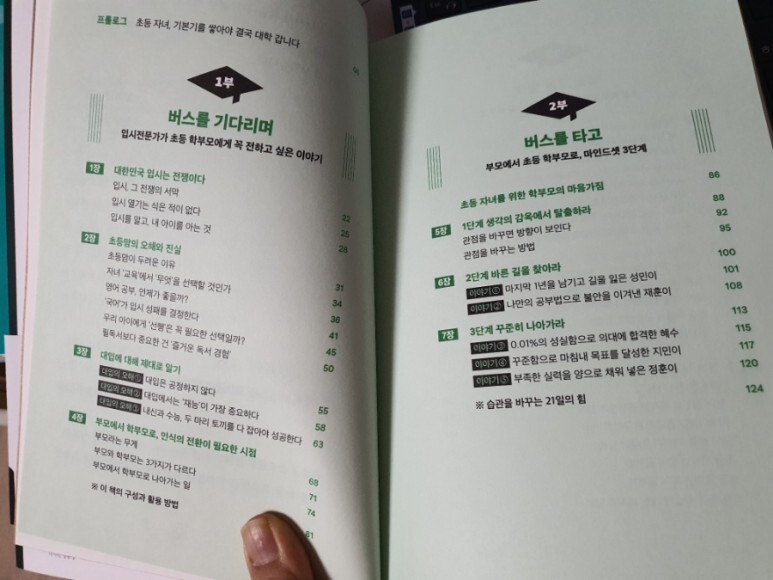 프롤로그 초등 자녀, 기본기를 쌓아야 결국 대학 갑니다
1부
버스를 기다리며
입시전문가가 초등 학부모에게 꼭 전하고 싶은 이야기
1장 대한민국 입시는 전쟁이다
입시, 그 전쟁의 서막 22
입시 열기는 식은 적이 없다 25
입시를 알고, 내 아이를 아는 것 28
2장 초등맘의 오해와 진실
초등맘이 두려운 이유 31
자녀 '교육'에서 '무엇'을 선택할 것인가 34
영어 공부, 언제가 좋을까? 36
'국어'가 입시 성패를 결정한다 41
우리 아이에게 '선행'은 꼭 필요한 선택일까? 45
필독서보다 중요한 건 '즐거운 독서 경험' 50
3장 대입에 대해 제대로 알기
대입의 오해① 대입은 공정하지 않다 55
대입의 오해② 대입에서는 '재능'이 가장 중요하다 58
대입의 오해③ 내신과 수능, 두 마리 토끼를 다 잡아야 성공한다 63
4장 부모에서 학부모로, 인식의 전환이 필요한 시점
부모라는 무게 68
부모와 학부모는 3가지가 다르다 71
부모에서 학부모로 나아가는 일 74
※ 이 책의 구성과 활용 방법 81
2부
버스를 타고
부모에서 초등 학부모로, 마인드셋 3단계
초등 자녀를 위한 학부모의 마음가짐 86
5장 1단계 생각의 감옥에서 탈출하라 88
관점을 바꾸면 방향이 보인다 92
관점을 바꾸는 방법 95
6장 2단계 바른 길을 찾아라 100
이야기① 마지막 1년을 남기고 길을 잃은 성민이 101
이야기② 나만의 공부법으로 불안을 이겨낸 재훈이 108
7장 3단계 꾸준히 나아가라 113
이야기③ 0.01%의 성실함으로 의대에 합격한 혜수 115
이야기④ 꾸준함으로 마침내 목표를 달성한 지민이 117
이야기⑤ 부족한 실력을 양으로 채워 넣은 정훈이 120
※ 습관을 바꾸는 21일의 힘 124